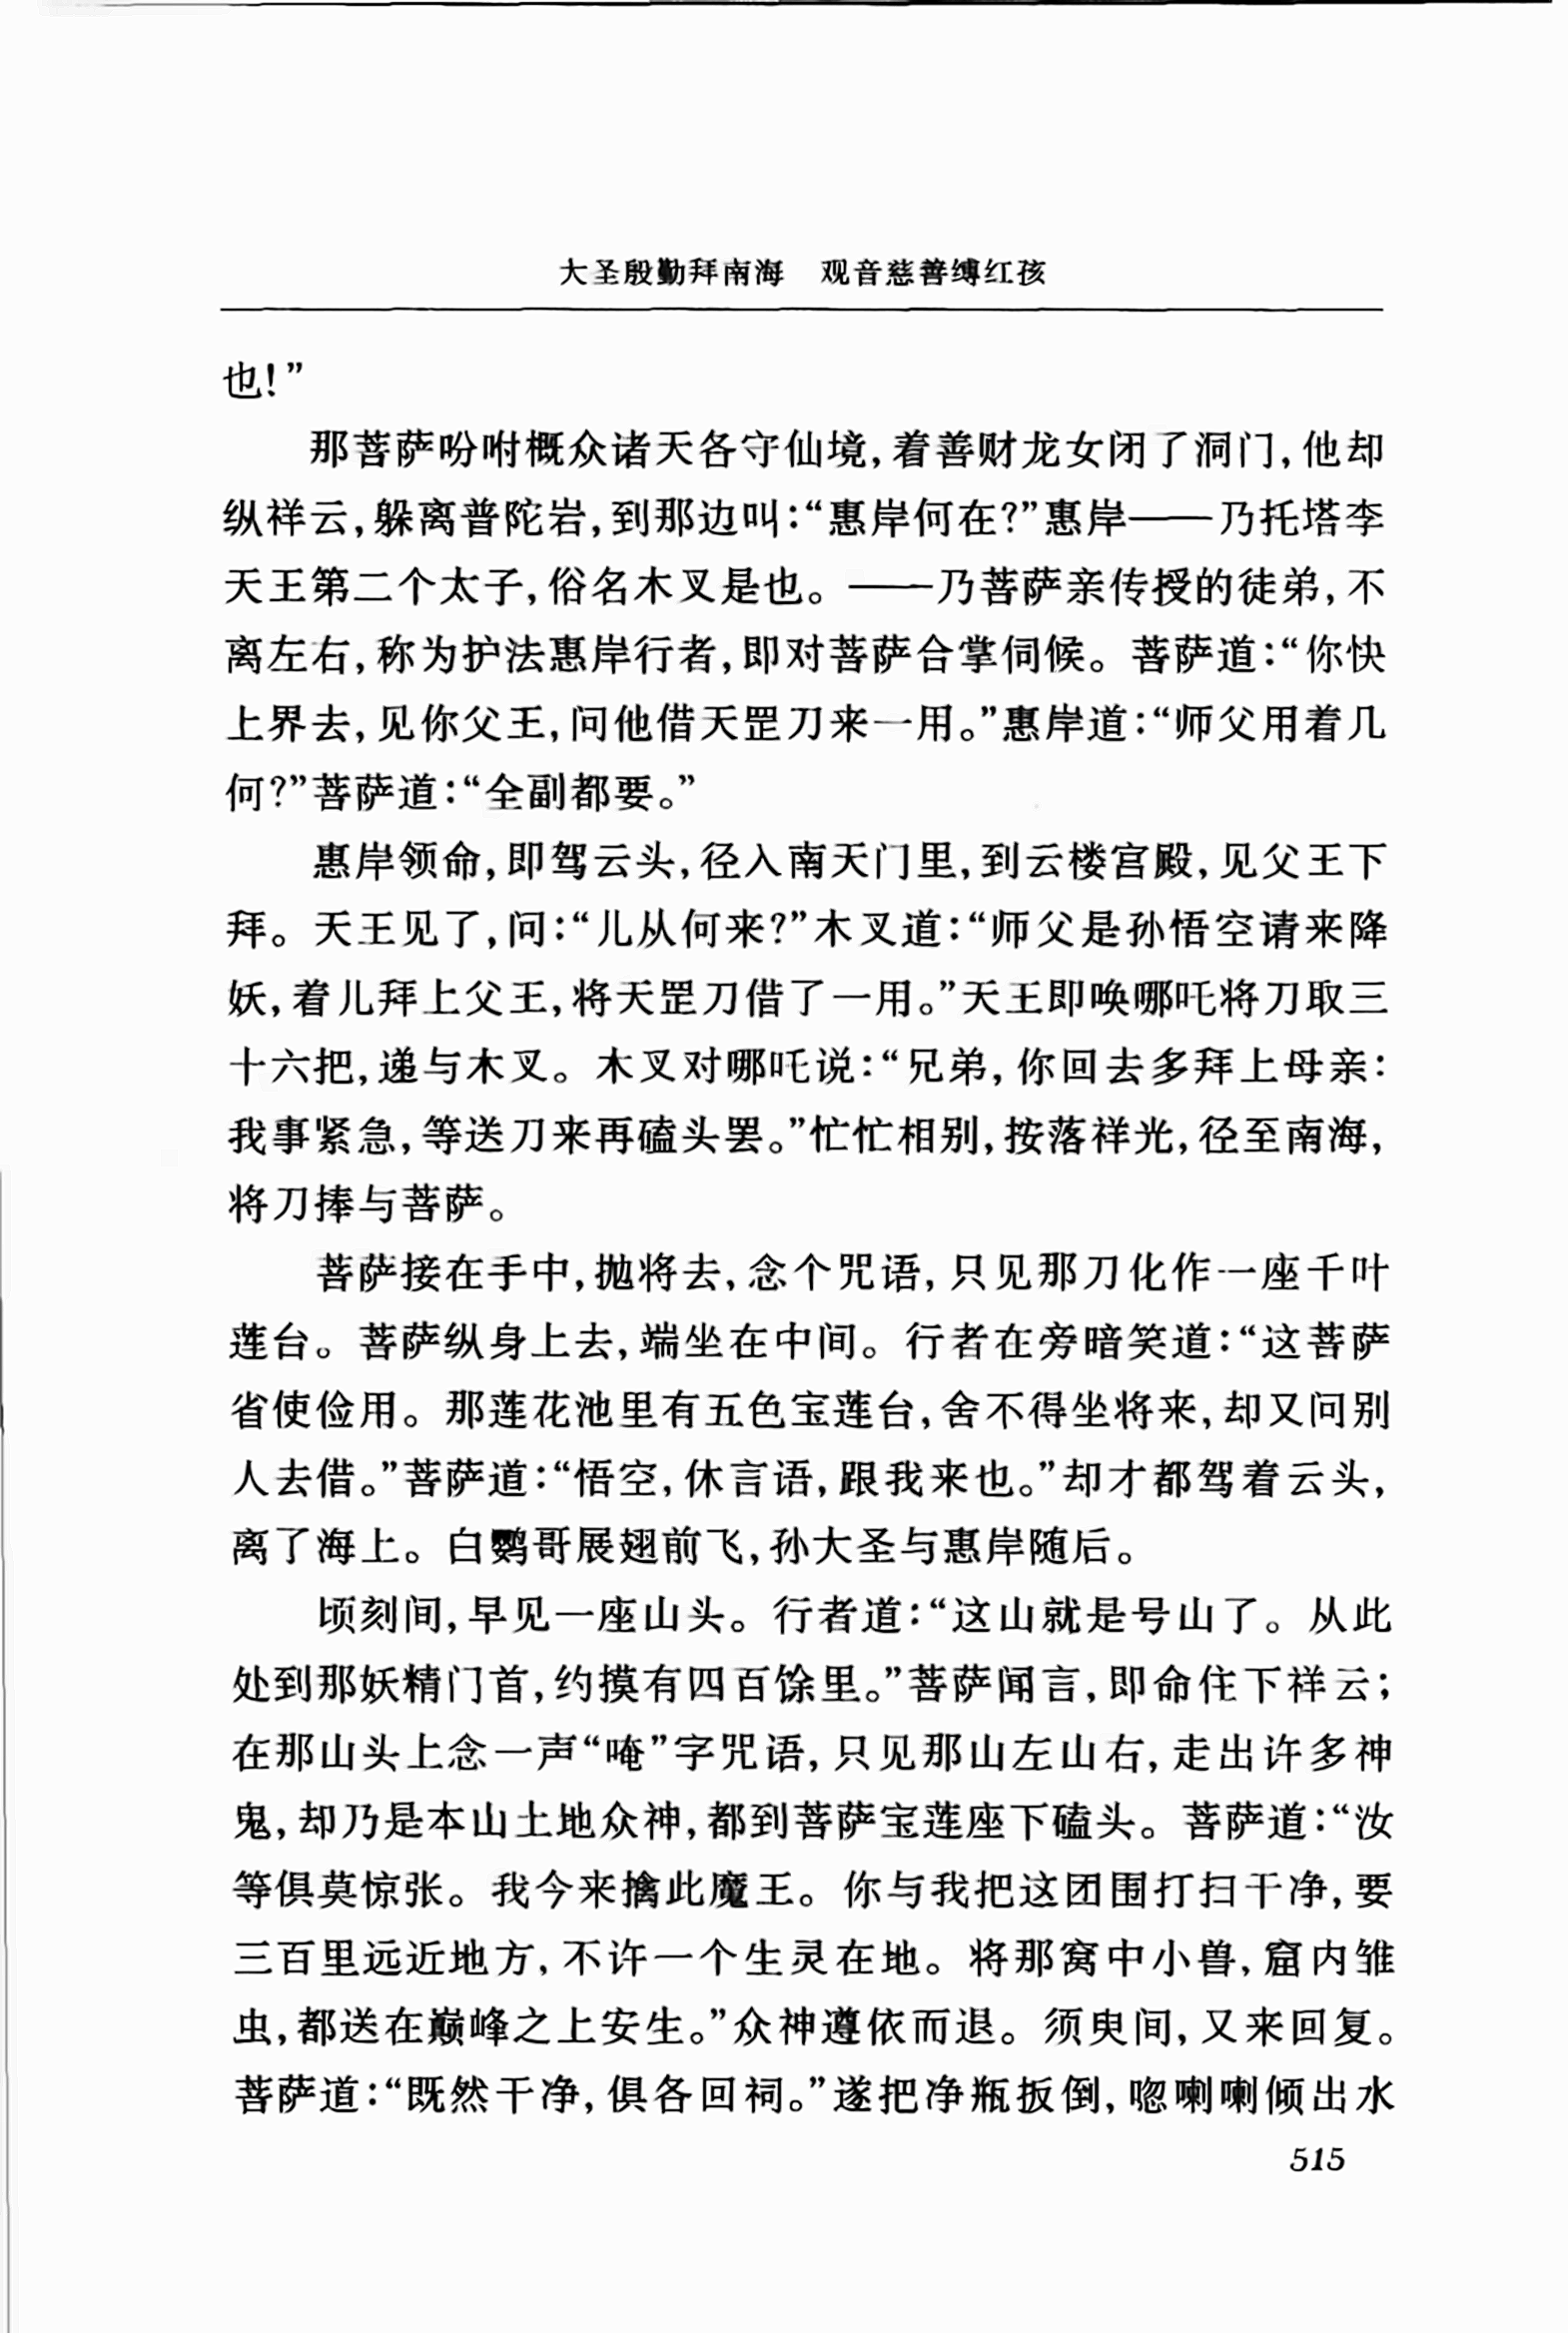 大圣殷勤拜南海　观音慈善缚红孩
也！”
那菩萨吩咐概众诸天各守仙境，着善财龙女闭了洞门，他却
纵祥云，躲离普陀岩，到那边叫：“惠岸何在？”惠岸——乃托塔李
天王第二个太子，俗名木叉是也。——乃菩萨亲传授的徒弟，不
离左右，称为护法惠岸行者，即对菩萨合掌伺候。菩萨道：“你快
上界去，见你父王，问他借天罡刀来一用。”惠岸道：“师父用着几
何？”菩萨道：“全副都要。”
惠岸领命，即驾云头，径入南天门里，到云楼宫殿，见父王下
拜。天王见了，问：“儿从何来？”木叉道：“师父是孙悟空请来降
妖，着儿拜上父王，将天罡刀借了一用。”天王即唤哪吒将刀取三
十六把，递与木叉。木叉对哪吒说：“兄弟，你回去多拜上母亲：
我事紧急，等送刀来再磕头罢。”忙忙相别，按落祥光，径至南海，
将刀捧与菩萨。
菩萨接在手中，抛将去，念个咒语，只见那刀化作一座千叶
莲台。菩萨纵身上去，端坐在中间。行者在旁暗笑道：“这菩萨
省使俭用。那莲花池里有五色宝莲台，舍不得坐将来，却又问别
人去借。”菩萨道：“悟空，休言语，跟我来也。”却才都驾着云头，
离了海上。白鹦哥展翅前飞，孙大圣与惠岸随后。
顷刻间，早见一座山头。行者道：“这山就是号山了。从此
处到那妖精门首，约摸有四百馀里。”菩萨闻言，即命住下祥云；
在那山头上念一声“唵”字咒语，只见那山左山右，走出许多神
鬼，却乃是本山土地众神，都到菩萨宝莲座下磕头。菩萨道：“汝
等俱莫惊张。我今来擒此魔王。你与我把这团围打扫干净，要
三百里远近地方，不许一个生灵在地。将那窝中小兽，窟内雏
虫，都送在巅峰之上安生。”众神遵依而退。须臾间，又来回复。
菩萨道：“既然干净，俱各回祠。”遂把净瓶扳倒，唿喇喇倾出水
515